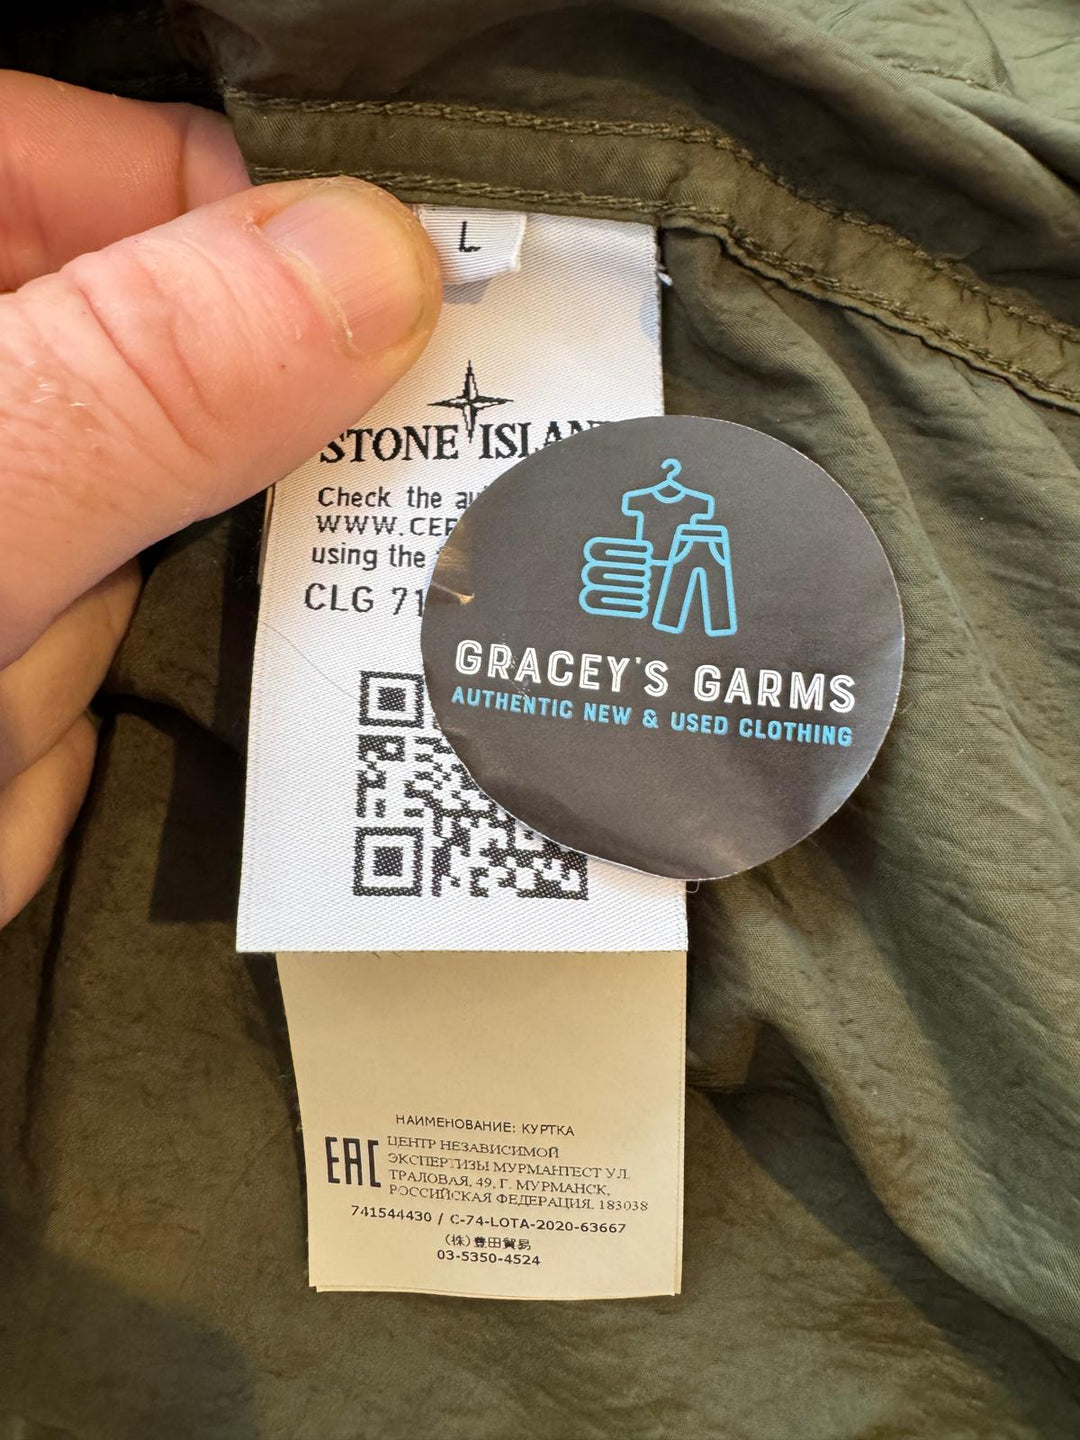 L
STONE ISLAN
Check the au
WWW.CER
using the
CLG 71
GRACEY'S GARMS
AUTHENTIC NEW & USED CLOTHING
НАИМЕНОВАНИЕ: КУРТКА
EAC
ЦЕНТР НЕЗАВИСИМОЙ
ЭКСПЕРТИЗЫ МУРМАНТЕСТ УЛ.
ТРАЛОВАЯ, 49, Г. МУРМАНСК,
РОССИЙСКАЯ ФЕДЕРАЦИЯ, 183038
741544430 / C-74-LOTA-2020-63667
(株)豊田貿易
03-5350-4524